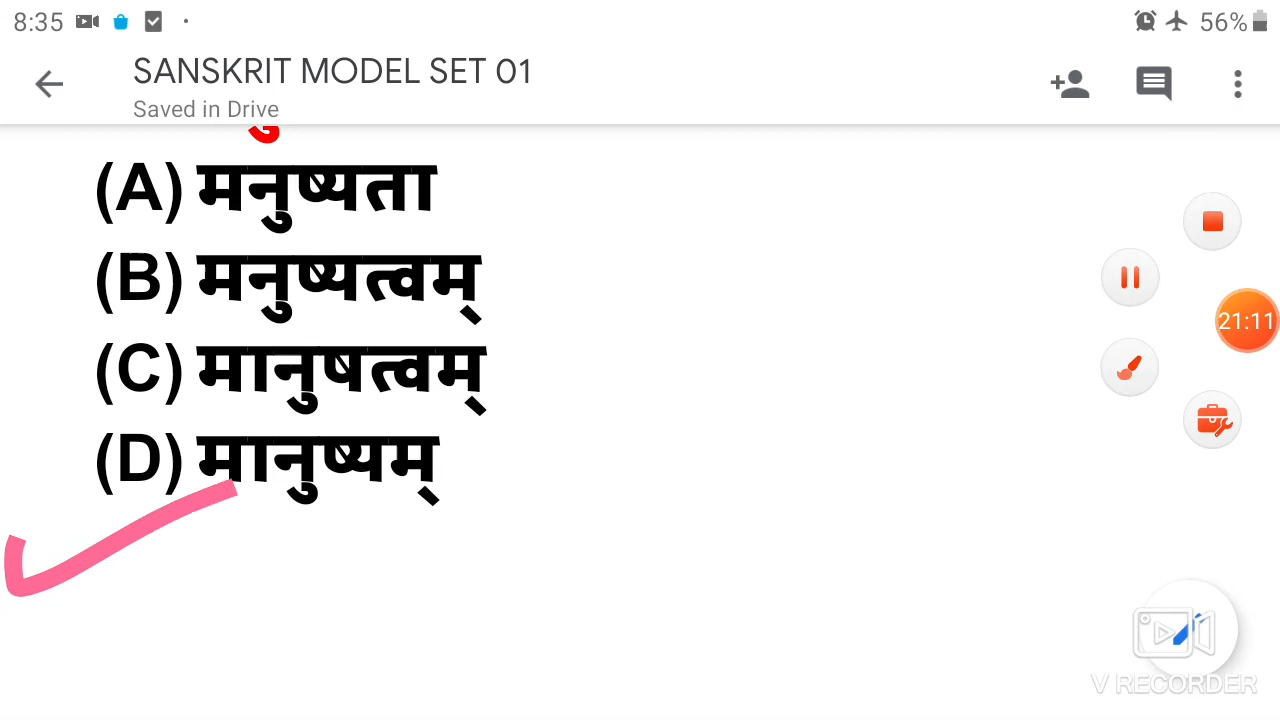 8:35 56%
SANSKRIT MODEL SET 01
Saved in Drive
(A) मनुष्यता
(B) मनुष्यत्वम्
(C) मानुषत्वम्
(D) मानुष्यम्
21:11
V RECORDER